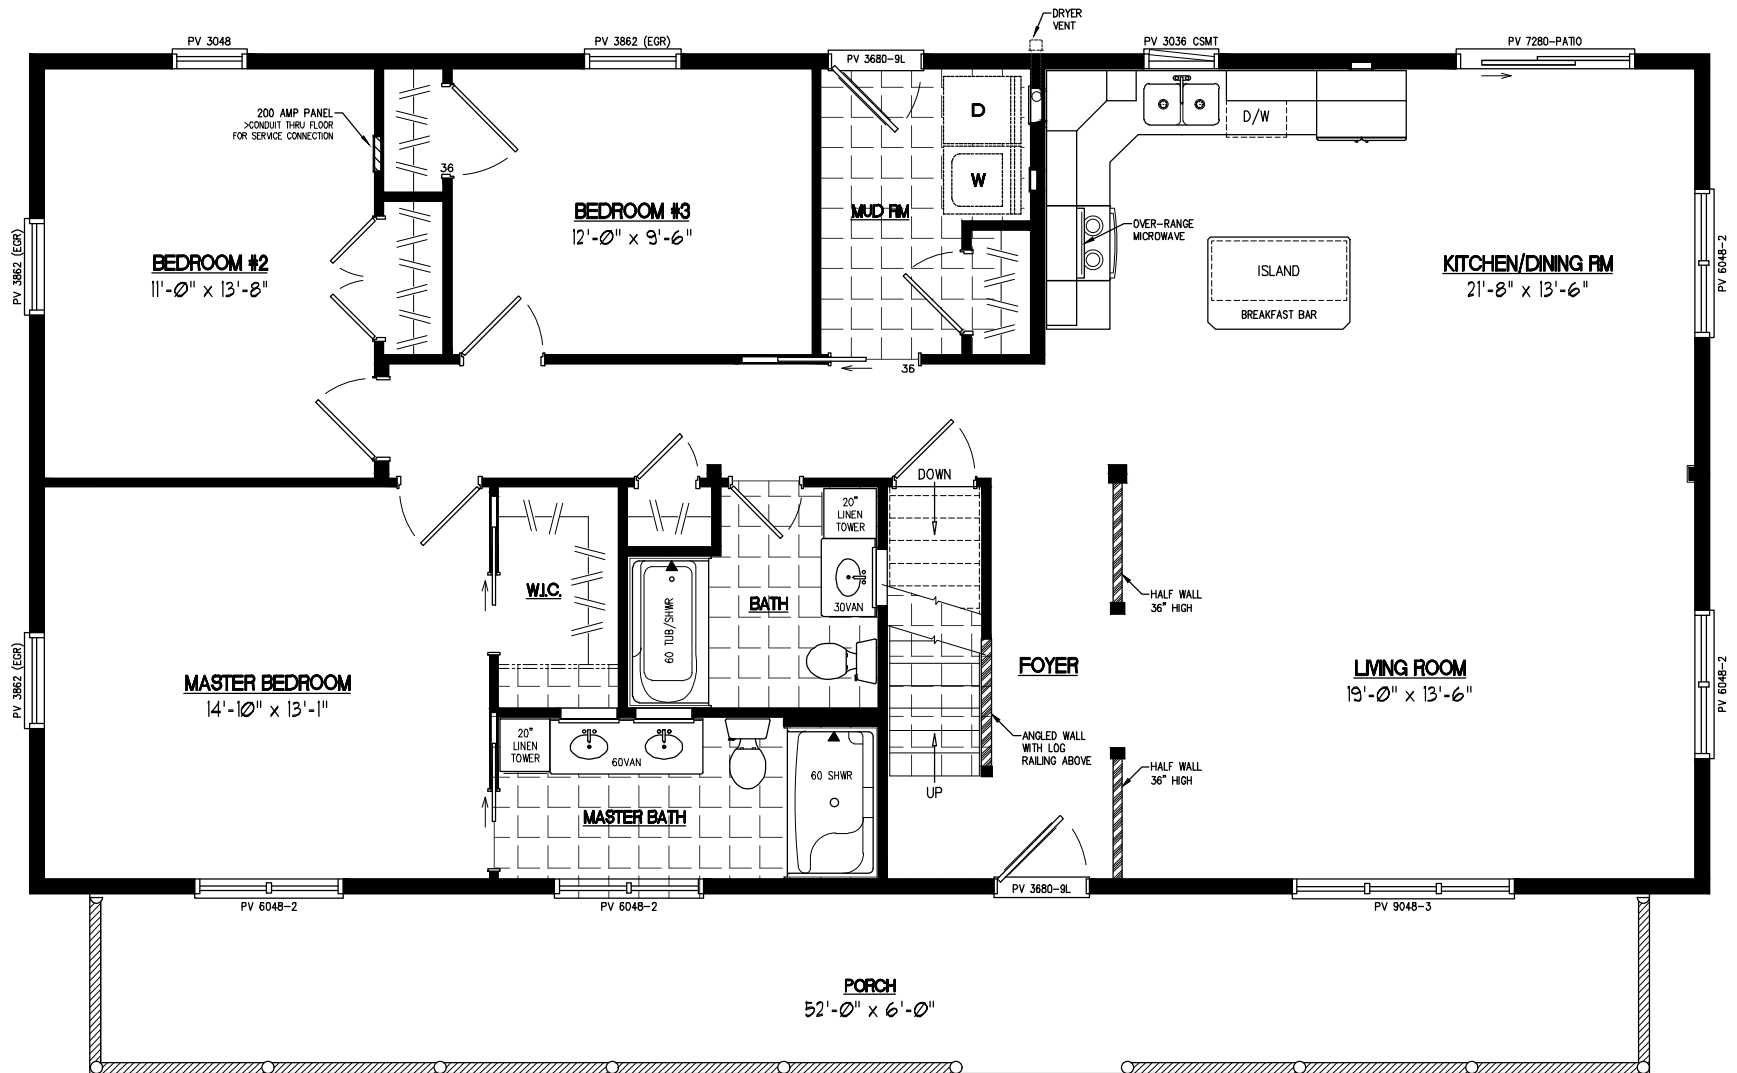 DRYER
VENT
PV 3048
PV 3862 (EGR)
PV 3680-9L
PV 3036 CSMT
PV 7280-PATIO
200 AMP PANEL
>CONDUIT THRU FLOOR
FOR SERVICE CONNECTION
36
D
W
D/W
BEDROOM #3
12'-0" x 9'-6"
MUD RM
OVER-RANGE
MICROWAVE
BEDROOM #2
11'-0" x 13'-8"
PV 3862 (EGR)
ISLAND
BREAKFAST BAR
KITCHEN/DINING RM
21'-8" x 13'-6"
PV 6048-2
36
DOWN
20"
LINEN
TOWER
W.I.C.
60 TUB/SHWR
BATH
30VAN
HALF WALL
36" HIGH
FOYER
LIVING ROOM
19'-0" x 13'-6"
PV 6048-2
MASTER BEDROOM
14'-10" x 13'-1"
PV 3862 (EGR)
20"
LINEN
TOWER
60VAN
60 SHWR
ANGLED WALL
WITH LOG
RAILING ABOVE
HALF WALL
36" HIGH
UP
MASTER BATH
PV 3680-9L
PV 6048-2
PV 6048-2
PV 9048-3
PORCH
52'-0" x 6'-0"